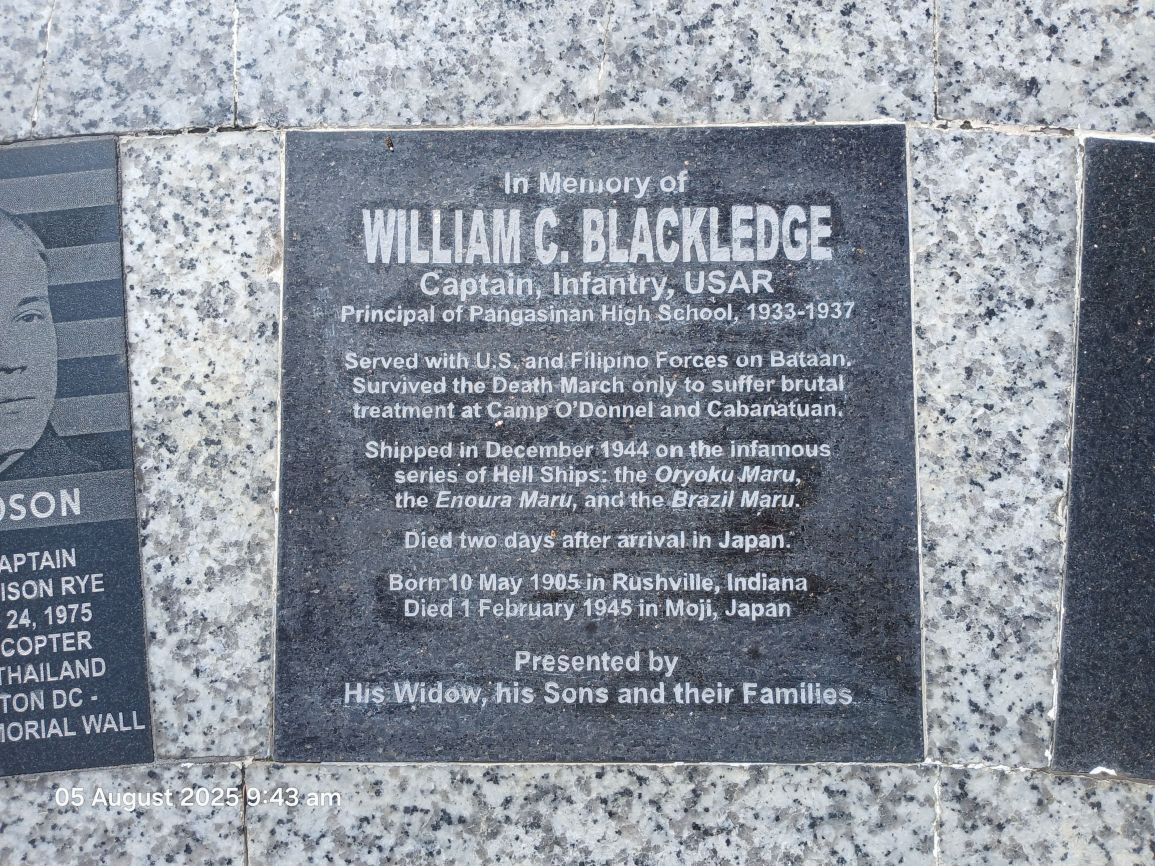 In Memory of
WILLIAM C. BLACKLEDGE
Captain, Infantry, USAR
Principal of Pangasinan High School, 1933-1937
Served with U.S. and Filipino Forces on Bataan.
Survived the Death March only to suffer brutal
treatment at Camp O'Donnel and Cabanatuan.
Shipped in December 1944 on the infamous
series of Hell Ships: the Oryoku Maru,
the Enoura Maru, and the Brazil Maru.
Died two days after arrival in Japan.
Born 10 May 1905 in Rushville, Indiana
Died 1 February 1945 in Moji, Japan
Presented by
His Widow, his Sons and their Families
DSON
APTAIN
ISON RYE
24, 1975
COPTER
THAILAND
TON DC -
MORIAL WALL
05 August 2025 9:43 am